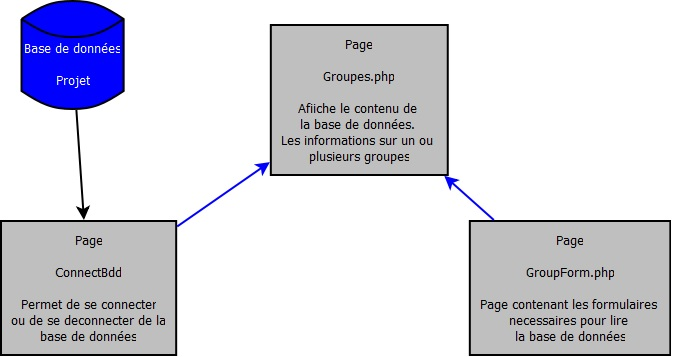 Base de données
Projet
Page
Groupes.php
Afiiche le contenu de
la base de données.
Les informations sur un ou
plusieurs groupes
Page
ConnectBdd
Permet de se connecter
ou de se deconnecter de la
base de données
Page
GroupForm.php
Page contenant les formulaires
necessaires pour lire
la base de données